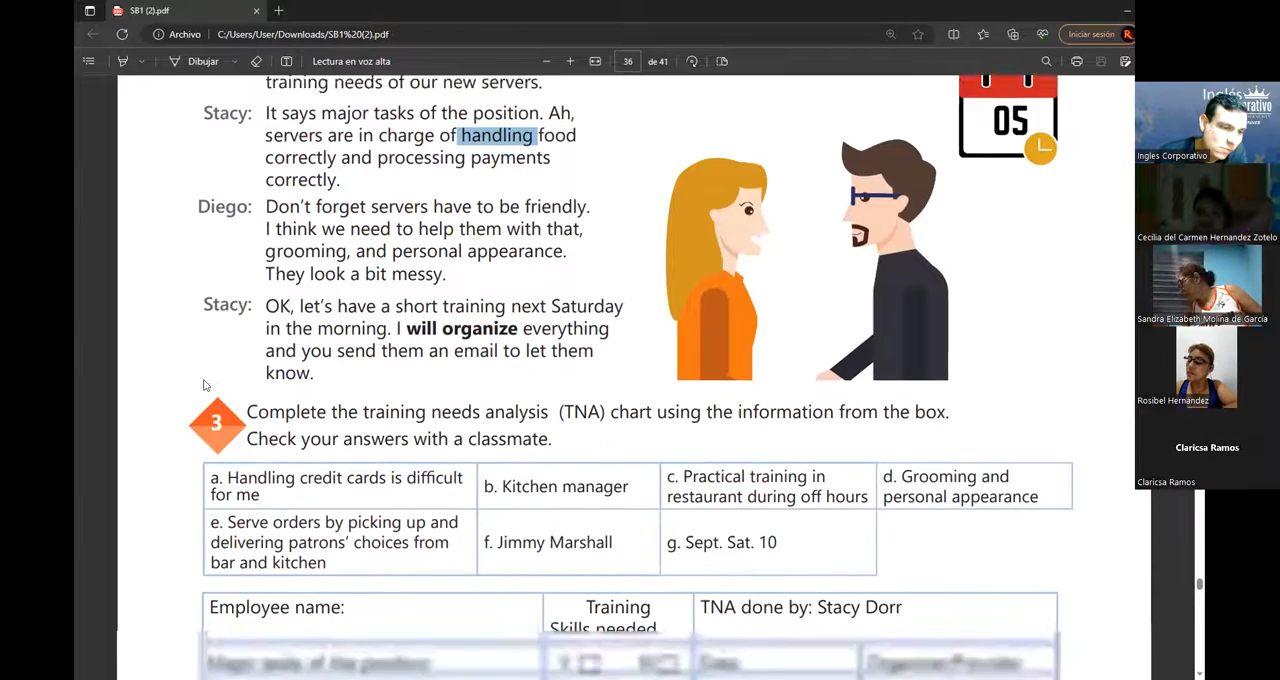 SB1 (2).pdf
Archivo
C:/Users/User/Downloads/SB1%20(2).pdf
Iniciar sesión
R
Dibujar
Lectura en voz alta
36
de 41
training needs of our new servers.
Stacy: It says major tasks of the position. Ah,
servers are in charge of handling food
correctly and processing payments
correctly.
Diego: Don't forget servers have to be friendly.
I think we need to help them with that,
grooming, and personal appearance.
They look a bit messy.
Stacy: OK, let's have a short training next Saturday
in the morning. I will organize everything
and you send them an email to let them
know.
05
3
Complete the training needs analysis (TNA) chart using the information from the box.
Check your answers with a classmate.
a. Handling credit cards is difficult
for me
b. Kitchen manager
c. Practical training in
restaurant during off hours
d. Grooming and
personal appearance
e. Serve orders by picking up and
delivering patrons' choices from
bar and kitchen
f. Jimmy Marshall
g. Sept. Sat. 10
Employee name:
Training
Skills needed
TNA done by: Stacy Dorr
Major tasks of the position:
Inglés
Ingles Corporativo
Cecilia del Carmen Hernandez Zotelo
Sandra Elizabeth Molina de García
Rosibel Hernández
Claricsa Ramos
Claricsa Ramos